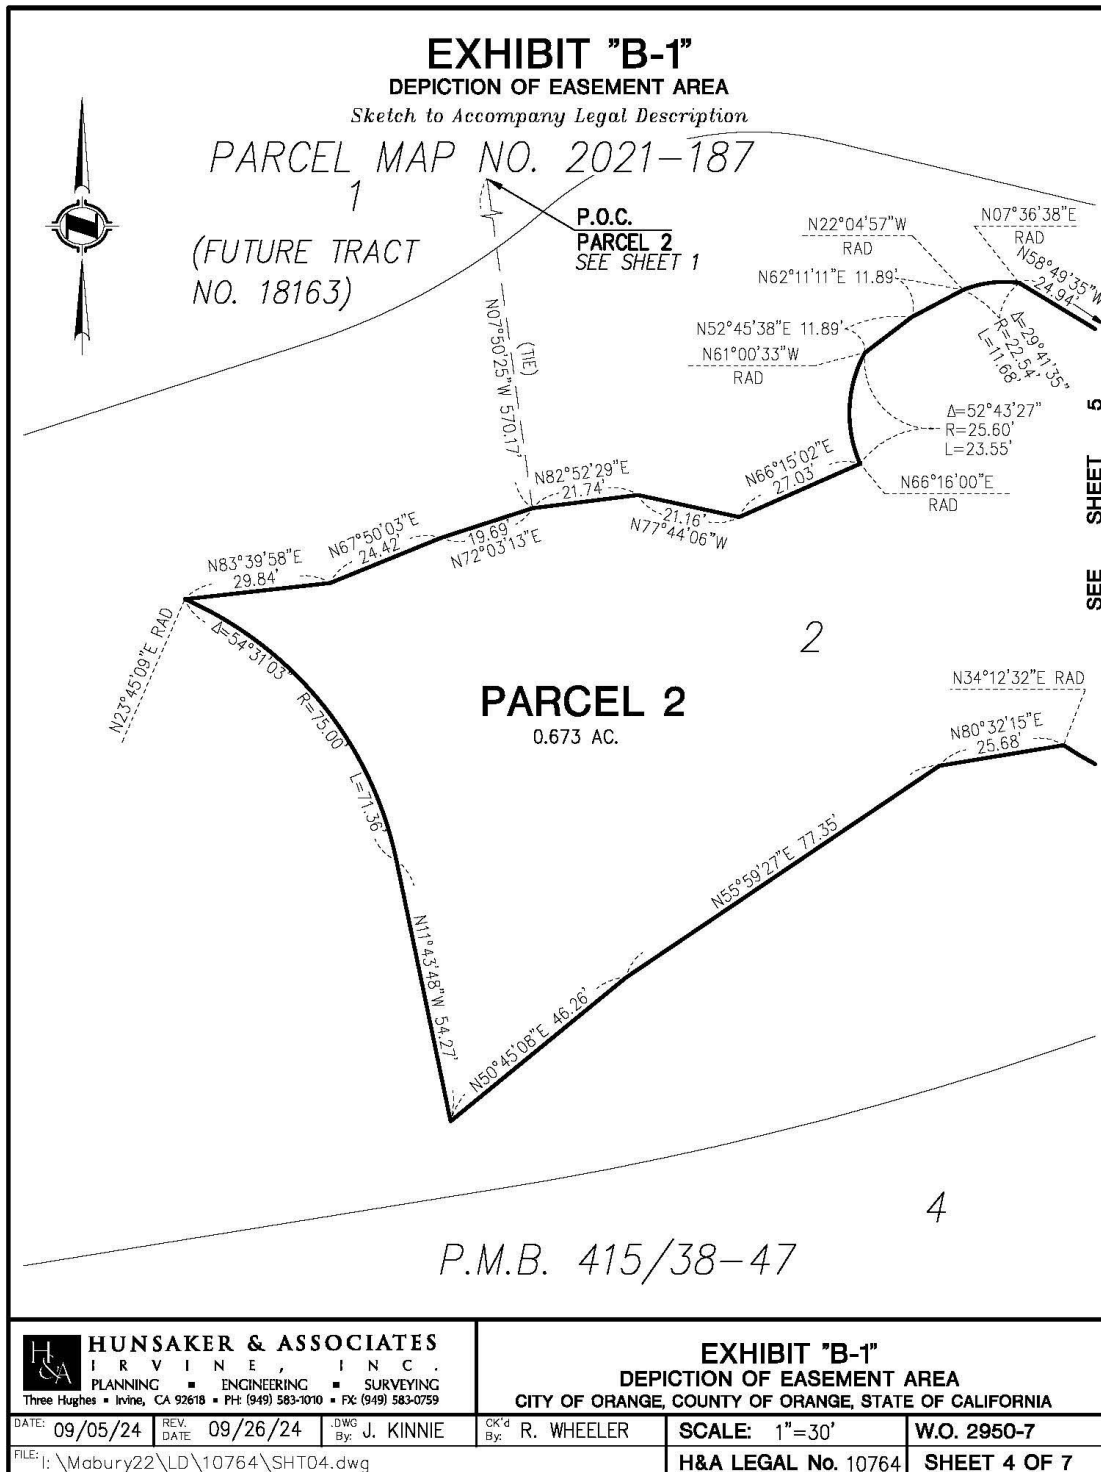 EXHIBIT "B-1"
DEPICTION OF EASEMENT AREA
Sketch to Accompany Legal Description
PARCEL MAP NO. 2021-187
1
(FUTURE TRACT
NO. 18163)
P.O.C.
PARCEL 2
SEE SHEET 1
N07°50'25"W 570.17'
(TIE)
N22°04'57"W
RAD
N07°36'38"E
RAD
N58°49'35"W
24.94'
N62°11'11"E 11.89'
N52°45'38"E 11.89'
N61°00'33"W
RAD
Δ=29°41'35"
R=22.54'
L=11.68'
Δ=52°43'27"
R=25.60'
L=23.55'
N66°16'00"E
RAD
SEE SHEET 5
N66°15'02"E
27.03'
N82°52'29"E
21.74'
21.16'
N77°44'06"W
N67°50'03"E
24.42'
19.69'
N72°03'13"E
N83°39'58"E
29.84'
N23°45'09"E RAD
Δ=54°31'03"
R=75.00'
L=71.36'
2
PARCEL 2
0.673 AC.
N34°12'32"E RAD
N80°32'15"E
25.68'
N55°59'27"E 77.35'
N11°43'48"W 54.27'
N50°45'08"E 46.26'
4
P.M.B. 415/38-47
H&A
HUNSAKER & ASSOCIATES
IRVINE, INC.
PLANNING ▪ ENGINEERING ▪ SURVEYING
Three Hughes ▪ Irvine, CA 92618 ▪ PH: (949) 583-1010 ▪ FX: (949) 583-0759
EXHIBIT "B-1"
DEPICTION OF EASEMENT AREA
CITY OF ORANGE, COUNTY OF ORANGE, STATE OF CALIFORNIA
DATE: 09/05/24 REV. DATE 09/26/24 DWG By: J. KINNIE CK'd By: R. WHEELER SCALE: 1"=30' W.O. 2950-7
FILE: I:\Mabury22\LD\10764\SHT04.dwg H&A LEGAL No. 10764 SHEET 4 OF 7